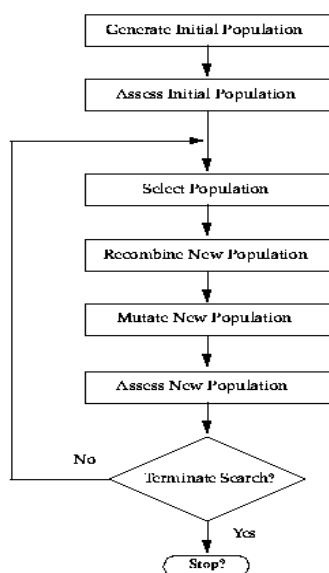 Generate Initial Population
Assess Initial Population
Select Population
Recombine New Population
Mutate New Population
Assess New Population
No
Terminate Search?
Yes
Stop?